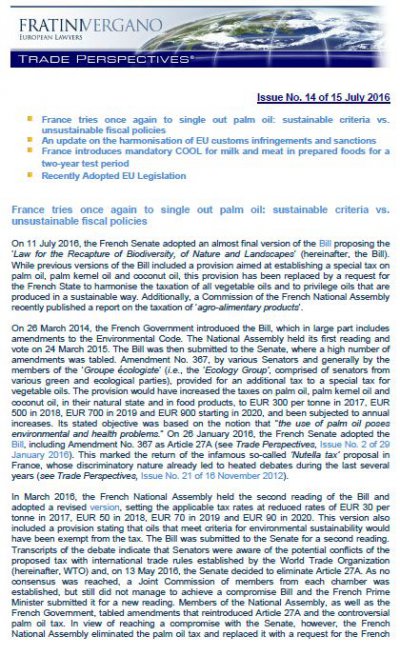 FRATINIVERGANO
EUROPEAN LAWYERS
TRADE PERSPECTIVES®
Issue No. 14 of 15 July 2016
France tries once again to single out palm oil: sustainable criteria vs.
unsustainable fiscal policies
An update on the harmonisation of EU customs infringements and sanctions
France introduces mandatory COOL for milk and meat in prepared foods for a
two-year test period
Recently Adopted EU Legislation
France tries once again to single out palm oil: sustainable criteria vs.
unsustainable fiscal policies
On 11 July 2016, the French Senate adopted an almost final version of the Bill proposing the
'Law for the Recapture of Biodiversity, of Nature and Landscapes' (hereinafter, the Bill).
While previous versions of the Bill included a provision aimed at establishing a special tax on
palm oil, palm kernel oil and coconut oil, this provision has been replaced by a request for
the French State to harmonise the taxation of all vegetable oils and to privilege oils that are
produced in a sustainable way. Additionally, a Commission of the French National Assembly
recently published a report on the taxation of 'agro-alimentary products'.
On 26 March 2014, the French Government introduced the Bill, which in large part includes
amendments to the Environmental Code. The National Assembly held its first reading and
vote on 24 March 2015. The Bill was then submitted to the Senate, where a high number of
amendments was tabled. Amendment No. 367, by various Senators and generally by the
members of the 'Groupe écologiste' (i.e., the 'Ecology Group', comprised of senators from
various green and ecological parties), provided for an additional tax to a special tax for
vegetable oils. The provision would have increased the taxes on palm oil, palm kernel oil and
coconut oil, in their natural state and in food products, to EUR 300 per tonne in 2017, EUR
500 in 2018, EUR 700 in 2019 and EUR 900 starting in 2020, and been subjected to annual
increases. Its stated objective was based on the notion that "the use of palm oil poses
environmental and health problems." On 26 January 2016, the French Senate adopted the
Bill, including Amendment No. 367 as Article 27A (see Trade Perspectives, Issue No. 2 of 29
January 2016). This marked the return of the infamous so-called 'Nutella tax' proposal in
France, whose discriminatory nature already led to heated debates during the last several
years (see Trade Perspectives, Issue No. 21 of 16 November 2012).
In March 2016, the French National Assembly held the second reading of the Bill and
adopted a revised version, setting the applicable tax rates at reduced rates of EUR 30 per
tonne in 2017, EUR 50 in 2018, EUR 70 in 2019 and EUR 90 in 2020. This version also
included a provision stating that oils that meet criteria for environmental sustainability would
have been exempt from the tax. The Bill was submitted to the Senate for a second reading.
Transcripts of the debate indicate that Senators were aware of the potential conflicts of the
proposed tax with international trade rules established by the World Trade Organization
(hereinafter, WTO) and, on 13 May 2016, the Senate decided to eliminate Article 27A. As no
consensus was reached, a Joint Commission of members from each chamber was
established, but still did not manage to achieve a compromise Bill and the French Prime
Minister submitted it for a new reading. Members of the National Assembly, as well as the
French Government, tabled amendments that reintroduced Article 27A and the controversial
palm oil tax. In view of reaching a compromise with the Senate, however, the French
National Assembly eliminated the palm oil tax and replaced it with a request for the French